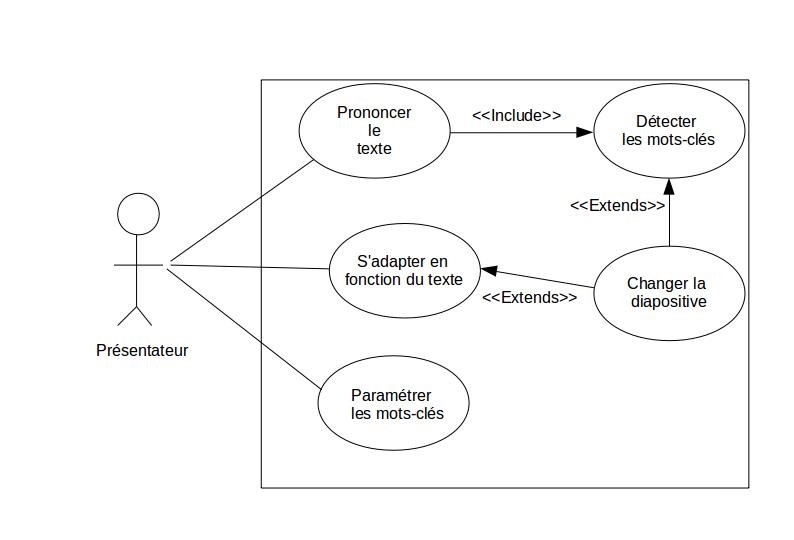 Prononcer
le
texte
<<Include>>
Détecter
les mots-clés
<<Extends>>
S'adapter en
fonction du texte
<<Extends>>
Changer la
diapositive
Présentateur
Paramétrer
les mots-clés